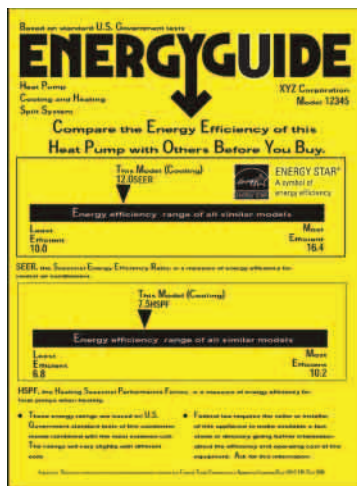 Based on standard U.S. Government tests
ENERGYGUIDE
Heat Pump
Cooling and Heating
Split System
XYZ Corporation
Model 12345
Compare the Energy Efficiency of this
Heat Pump with Others Before You Buy.
This Model (Cooling)
12.0SEER
ENERGY STAR®
A symbol of
energy efficiency
Energy efficiency range of all similar models
Least
Efficient
10.0
Most
Efficient
16.4
SEER, the Seasonal Energy Efficiency Ratio, is a measure of energy efficiency for
central air conditioners.
This Model (Cooling)
7.5HSPF
Energy efficiency range of all similar models
Least
Efficient
6.8
Most
Efficient
10.2
HSPF, the Heating Seasonal Performance Factor, is a measure of energy efficiency for
heat pumps when heating.
• These energy ratings are based on U.S.
Government standard tests of this condenser
model combined with the most common coil.
The ratings will vary slightly with different
coils.
• Federal law requires the seller or installer
of this appliance to make available a fact
sheet or directory giving further information
about the efficiency and operating cost of this
equipment. Ask for this information.